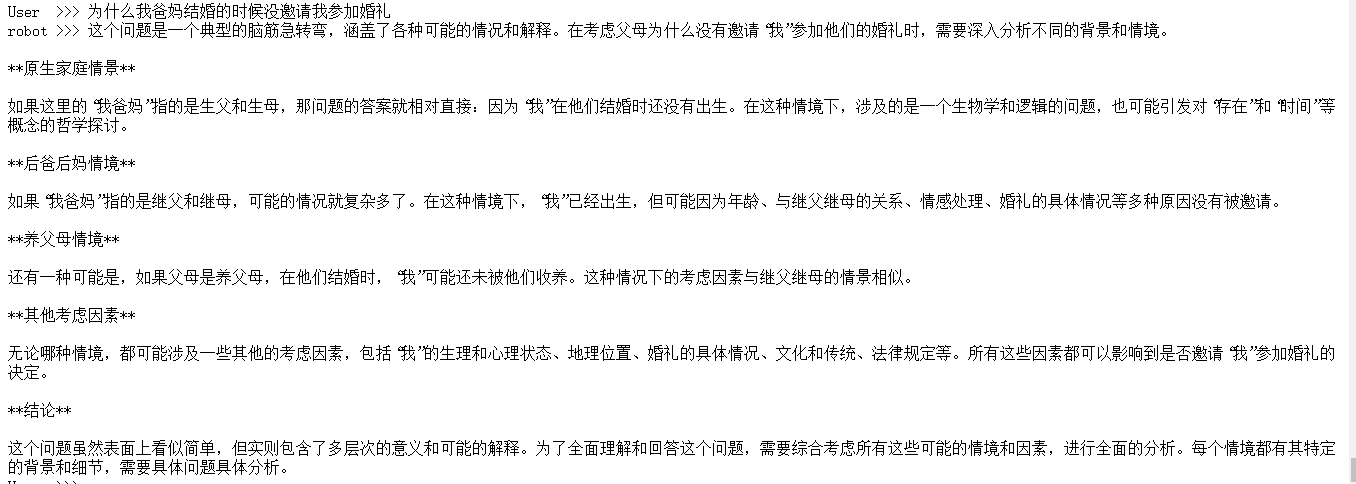 User >>> 为什么我爸妈结婚的时候没邀请我参加婚礼
robot >>> 这个问题是一个典型的脑筋急转弯，涵盖了各种可能的情况和解释。在考虑父母为什么没有邀请“我”参加他们的婚礼时，需要深入分析不同的背景和情境。
**原生家庭情景**
如果这里的“我爸妈”指的是生父和生母，那问题的答案就相对直接：因为“我”在他们结婚时还没有出生。在这种情境下，涉及的是一个生物学和逻辑的问题，也可能引发对“存在”和“时间”等
概念的哲学探讨。
**后爸后妈情境**
如果“我爸妈”指的是继父和继母，可能的情况就复杂多了。在这种情境下，“我”已经出生，但可能因为年龄、与继父继母的关系、情感处理、婚礼的具体情况等多种原因没有被邀请。
**养父母情境**
还有一种可能是，如果父母是养父母，在他们结婚时，“我”可能还未被他们收养。这种情况下的考虑因素与继父继母的情景相似。
**其他考虑因素**
无论哪种情境，都可能涉及一些其他的考虑因素，包括“我”的生理和心理状态、地理位置、婚礼的具体情况、文化和传统、法律规定等。所有这些因素都可以影响到是否邀请“我”参加婚礼的
决定。
**结论**
这个问题虽然表面上看似简单，但实则包含了多层次的意义和可能的解释。为了全面理解和回答这个问题，需要综合考虑所有这些可能的情境和因素，进行全面的分析。每个情境都有其特定
的背景和细节，需要具体问题具体分析。